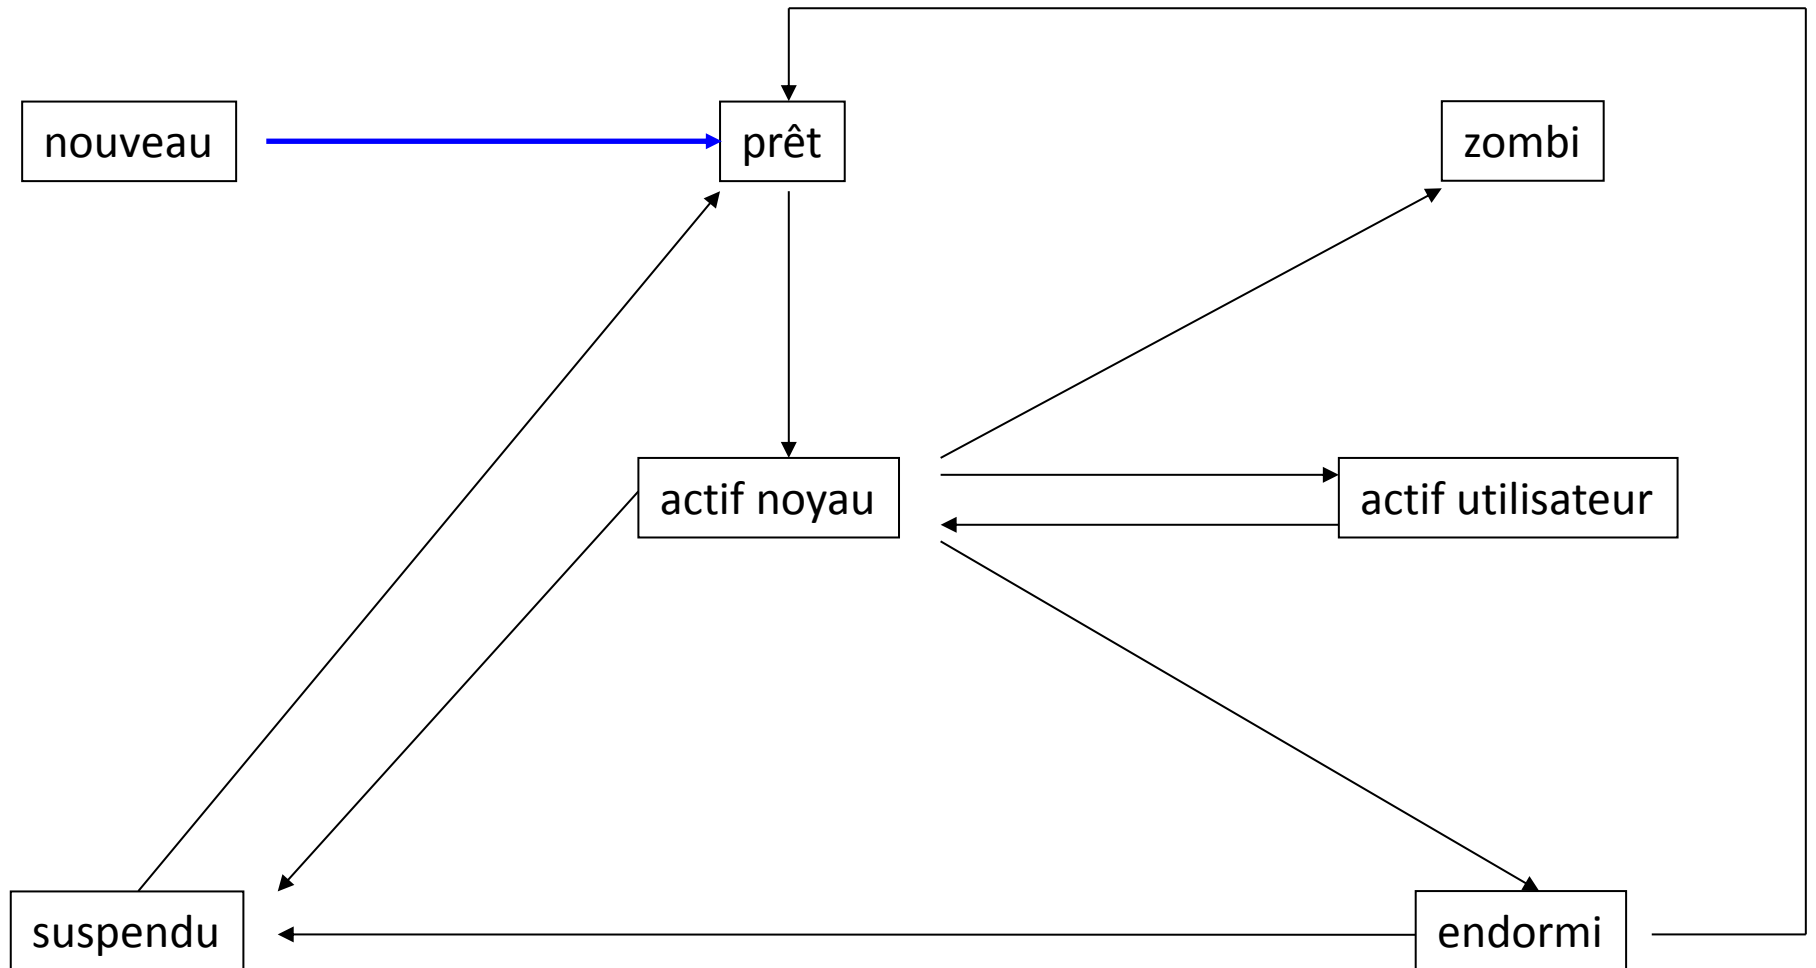 nouveau
prêt
zombi
actif noyau
actif utilisateur
suspendu
endormi